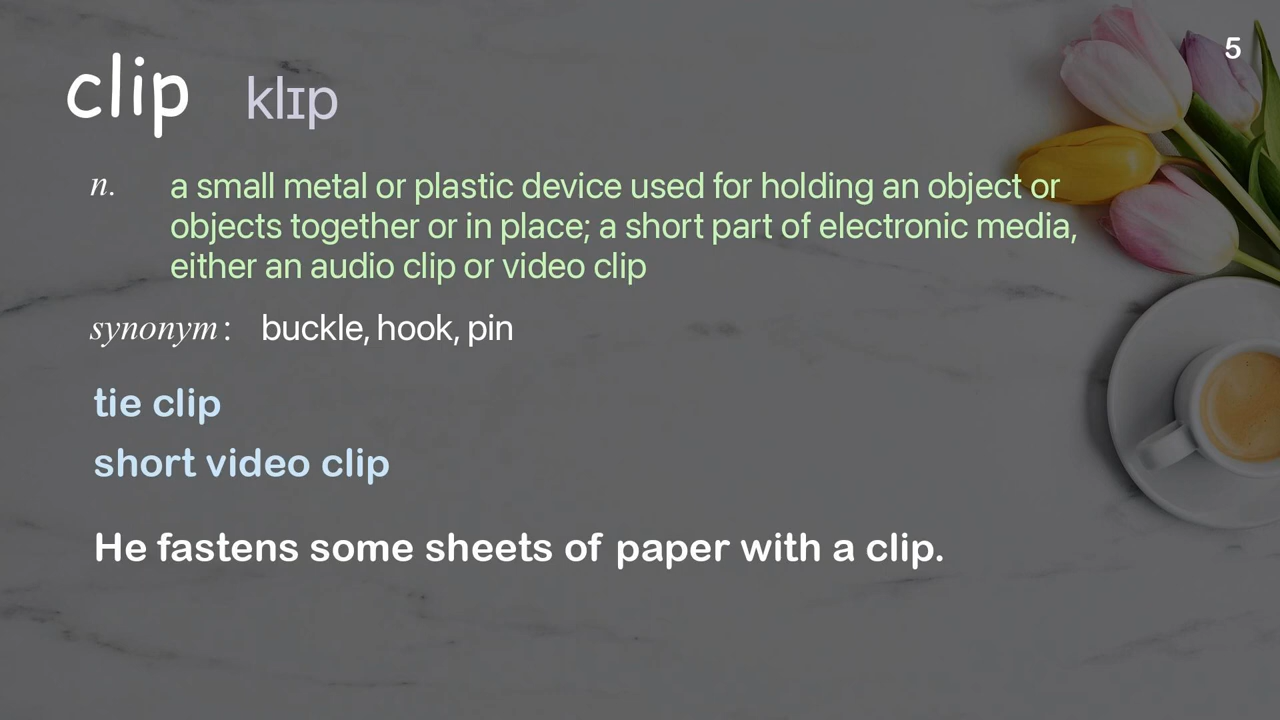 5
clip klɪp
n. a small metal or plastic device used for holding an object or
objects together or in place; a short part of electronic media,
either an audio clip or video clip
synonym: buckle, hook, pin
tie clip
short video clip
He fastens some sheets of paper with a clip.